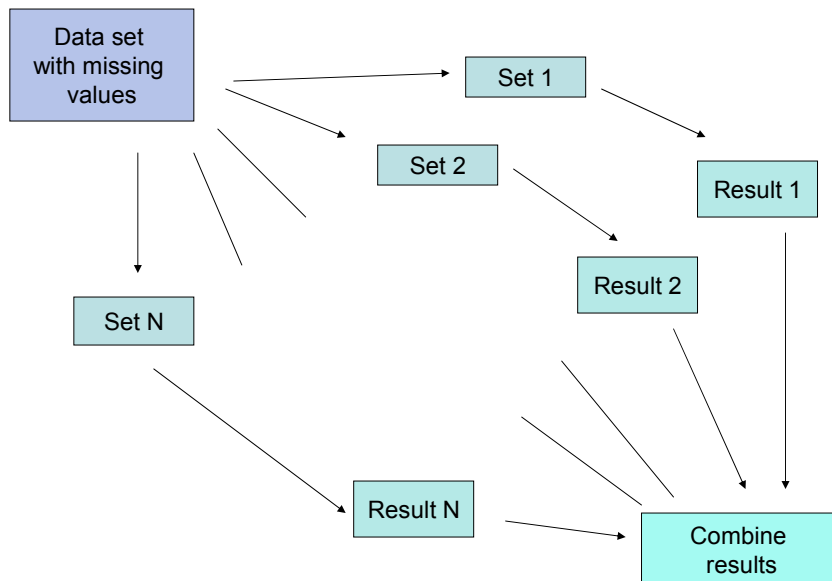 Data set
with missing
values
Set 1
Set 2
Result 1
Result 2
Set N
Result N
Combine
results